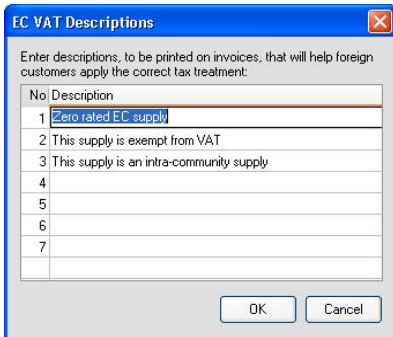 EC VAT Descriptions
Enter descriptions, to be printed on invoices, that will help foreign
customers apply the correct tax treatment:
No Description
1 Zero rated EC supply
2 This supply is exempt from VAT
3 This supply is an intra-community supply
4
5
6
7
OK Cancel